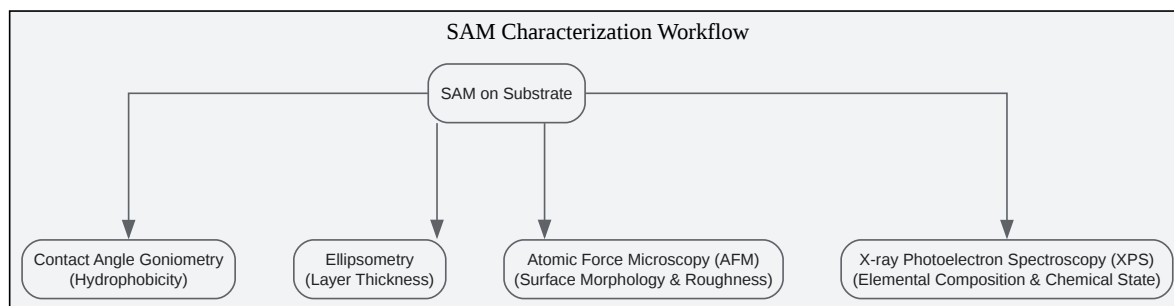 SAM Characterization Workflow
SAM on Substrate
Contact Angle Goniometry
(Hydrophobicity)
Ellipsometry
(Layer Thickness)
Atomic Force Microscopy (AFM)
(Surface Morphology & Roughness)
X-ray Photoelectron Spectroscopy (XPS)
(Elemental Composition & Chemical State)